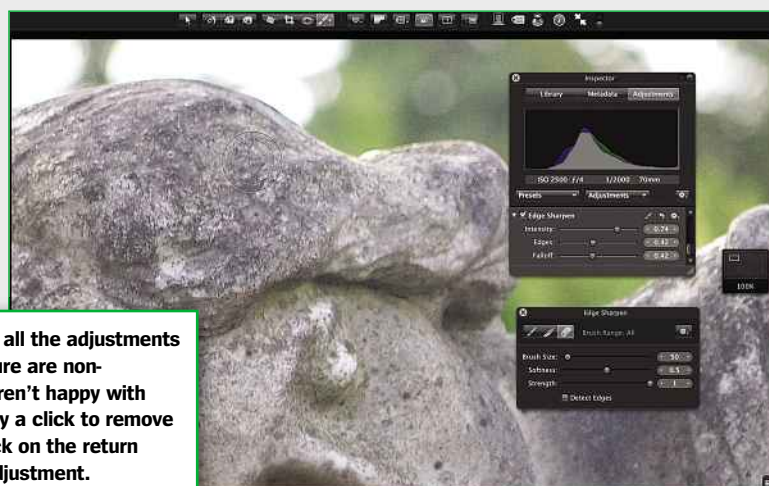 Inspector
Library Metadata Adjustments
ISO 2500 ƒ/4 1/2000 70mm
Presets Adjustments
Edge Sharpen
Intensity: 0.74
Edges: 0.42
Falloff: 0.42
100%
Edge Sharpen
Brush Range: All
Brush Size: 50
Softness: 0.5
Strength: 1
Detect Edges
all the adjustments
ure are non-
ren't happy with
y a click to remove
ck on the return
djustment.